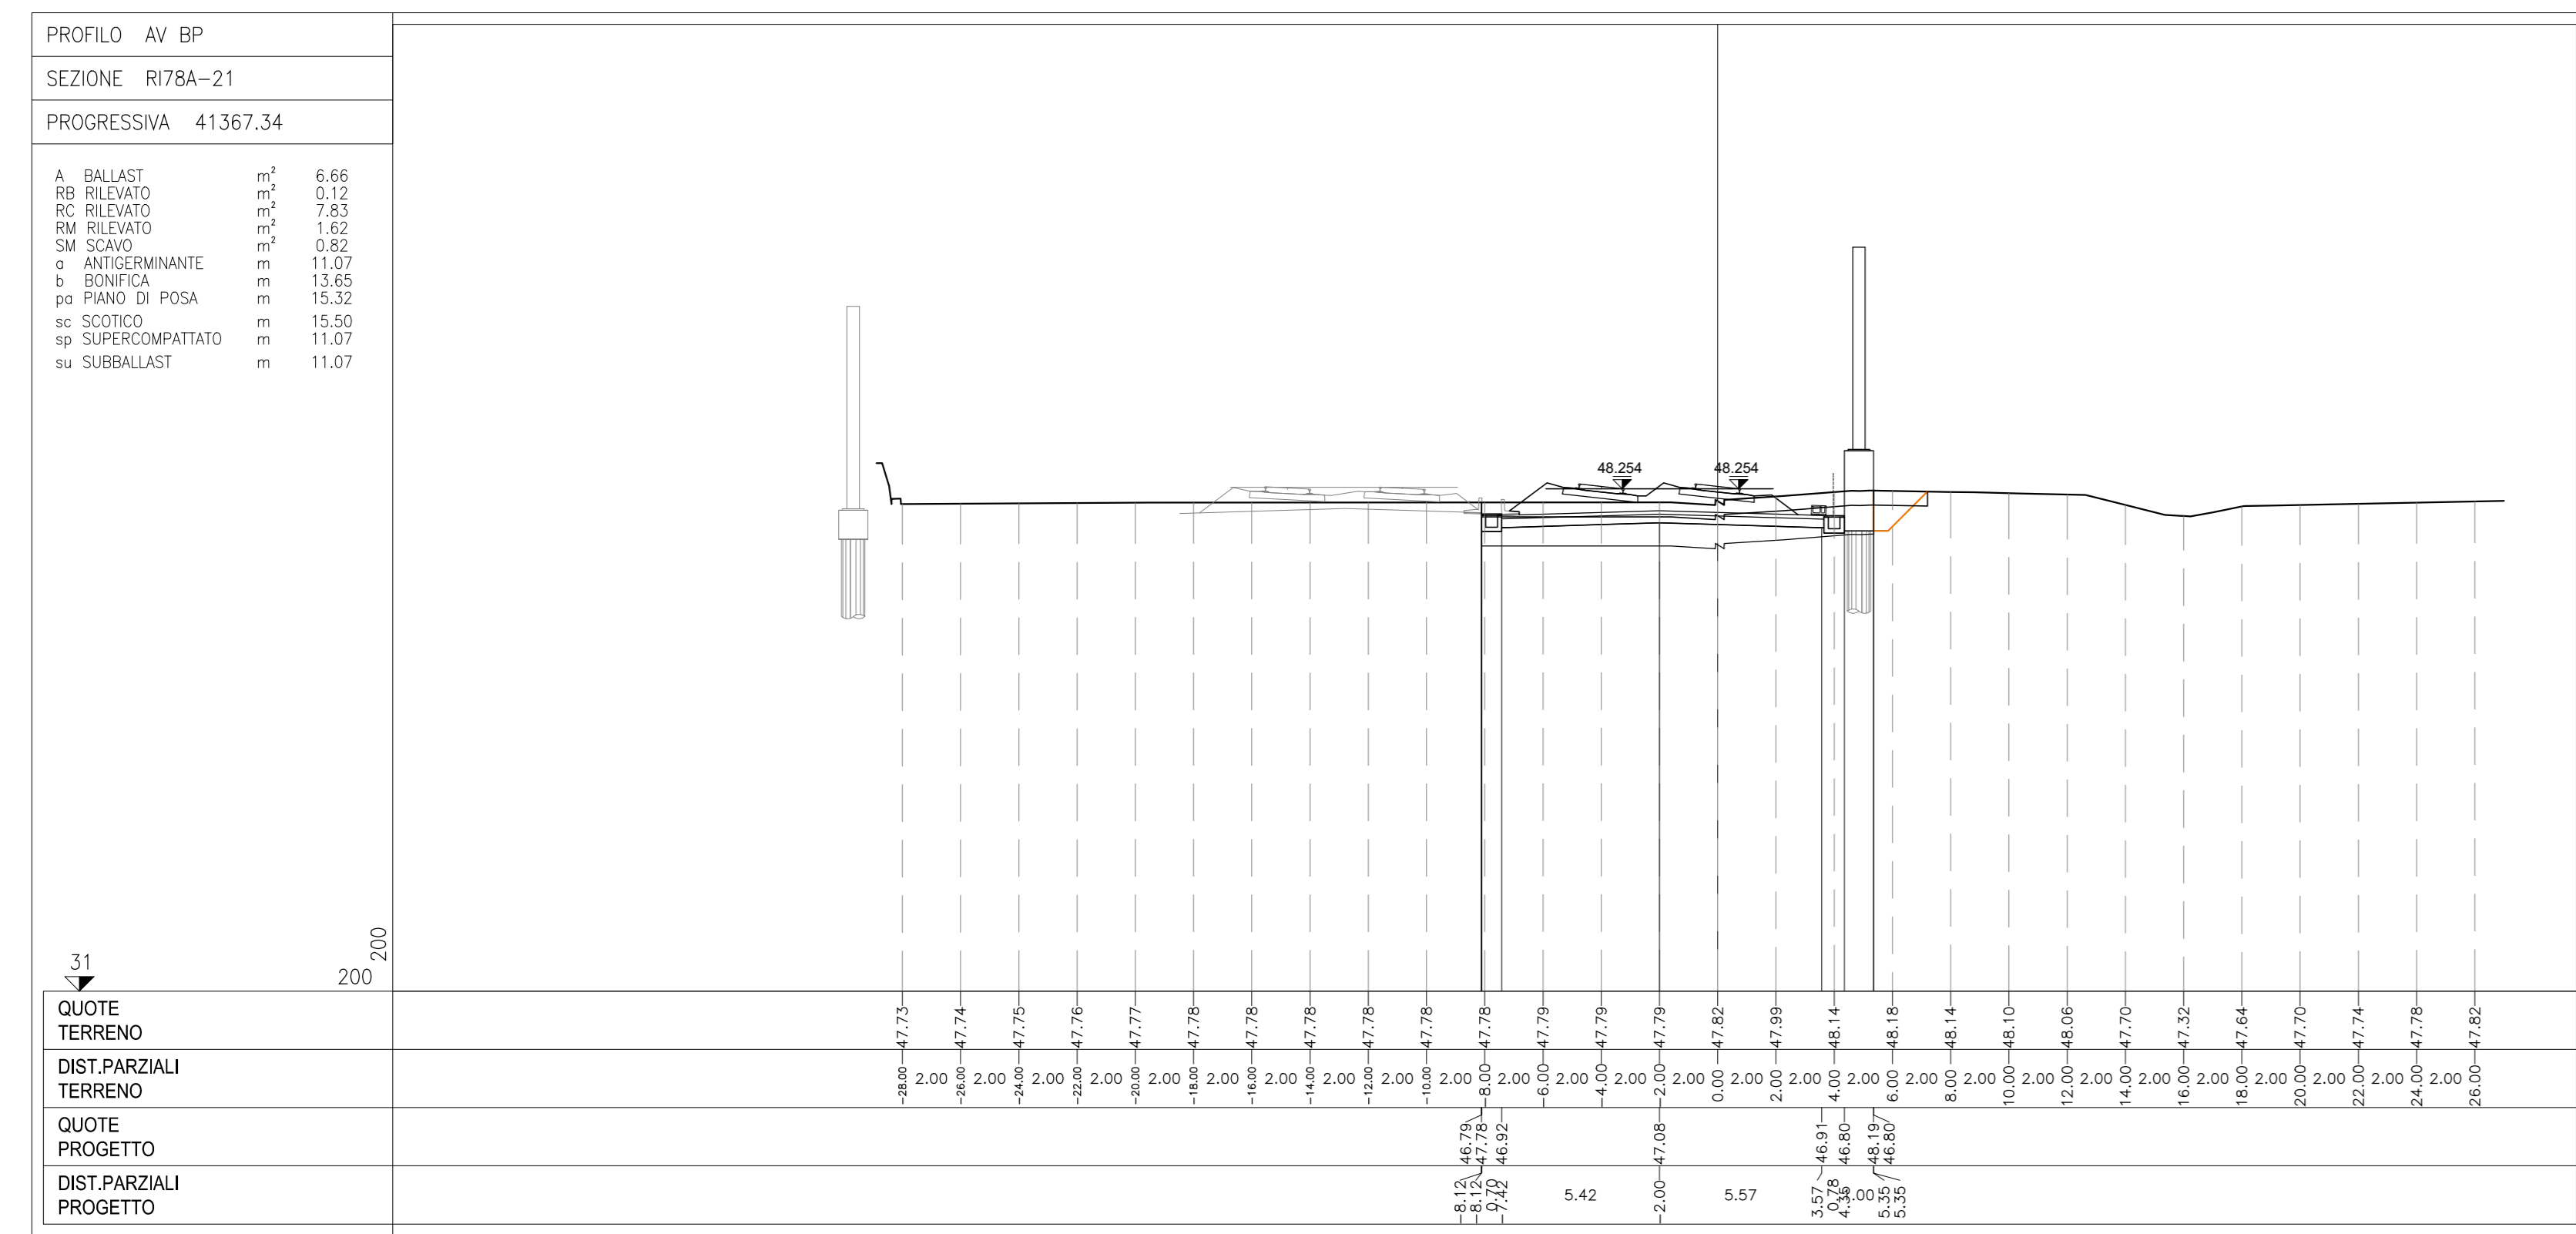 PROFILO AV BP
SEZIONE RI78A-21
PROGRESSIVA 41367.34
A BALLAST m² 6.66
RB RILEVATO m² 0.12
RC RILEVATO m² 7.83
RM RILEVATO m² 1.62
SM SCAVO m² 0.82
a ANTIGERMINANTE m 11.07
b BONIFICA m 13.65
pa PIANO DI POSA m 15.32
sc SCOTICO m 15.50
sp SUPERCOMPATTATO m 11.07
su SUBBALLAST m 11.07
48.254 48.254
31 200 200
QUOTE
TERRENO
47.73 47.74 47.75 47.76 47.77 47.78 47.78 47.78 47.78 47.78 47.78 47.79 47.79 47.79 47.82 47.99 48.14 48.18 48.14 48.10 48.06 47.70 47.32 47.64 47.70 47.74 47.78 47.82
DIST.PARZIALI
TERRENO
-28.00 2.00 -26.00 2.00 -24.00 2.00 -22.00 2.00 -20.00 2.00 -18.00 2.00 -16.00 2.00 -14.00 2.00 -12.00 2.00 -10.00 2.00 -8.00 2.00 -6.00 2.00 -4.00 2.00 -2.00 2.00 0.00 2.00 2.00 2.00 4.00 2.00 6.00 2.00 8.00 2.00 10.00 2.00 12.00 2.00 14.00 2.00 16.00 2.00 18.00 2.00 20.00 2.00 22.00 2.00 24.00 2.00 26.00
QUOTE
PROGETTO
46.79 47.78 46.92 47.08 46.91 46.80 48.19 46.80
DIST.PARZIALI
PROGETTO
-8.12 -8.12 0.70 -7.42 5.42 -2.00 5.57 3.57 0.78 4.35 1.00 5.35 5.35